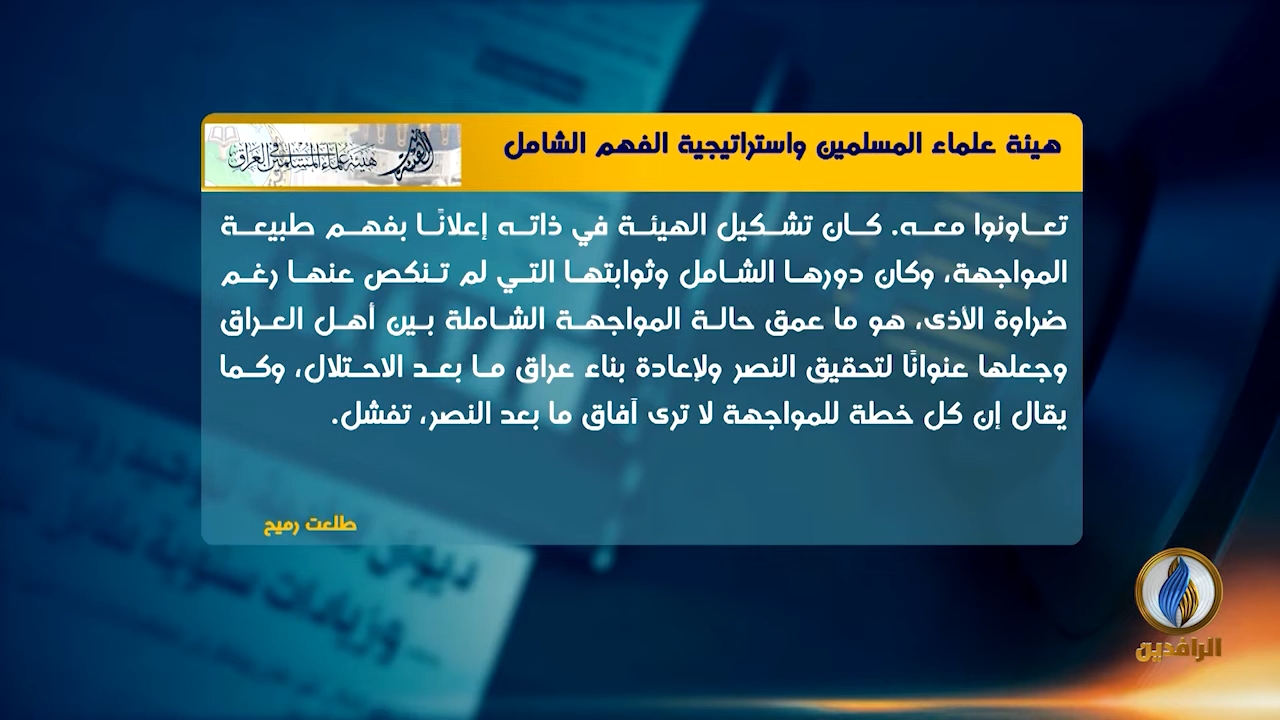 هيئة علماء المسلمين واستراتيجية الفهم الشامل
هيئة علماء المسلمين في العراق
تعاونوا معه. كان تشكيل الهيئة في ذاته إعلانًا بفهم طبيعة
المواجهة، وكان دورها الشامل وثوابتها التي لم تنكص عنها رغم
ضراوة الأذى، هو ما عمق حالة المواجهة الشاملة بين أهل العراق
وجعلها عنوانًا لتحقيق النصر ولإعادة بناء عراق ما بعد الاحتلال، وكما
يقال إن كل خطة للمواجهة لا ترى آفاق ما بعد النصر، تفشل.
طلعت رميح
الرافدين